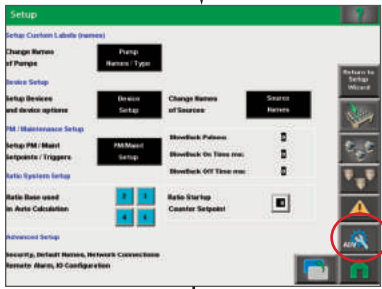 Setup
?
Setup Custom Labels (names)
Change Names
of Pumps
Pump
Names / Type
Return to
Setup
Wizard
Device Setup
Setup Devices
and device options
Device
Setup
Change Names
of Sources
Source
Names
PM / Maintenance Setup
Setup PM / Maint
Setpoints / Triggers
PM/Maint
Setup
BlowBack Pulses:
BlowBack On Time ms:
BlowBack Off Time ms:
Ratio System Setup
Ratio Base used
in Auto Calculation
Ratio Startup
Counter Setpoint
Advanced Setup
Security, Default Names, Network Connections
Remote Alarm, IO Configuration
ADV